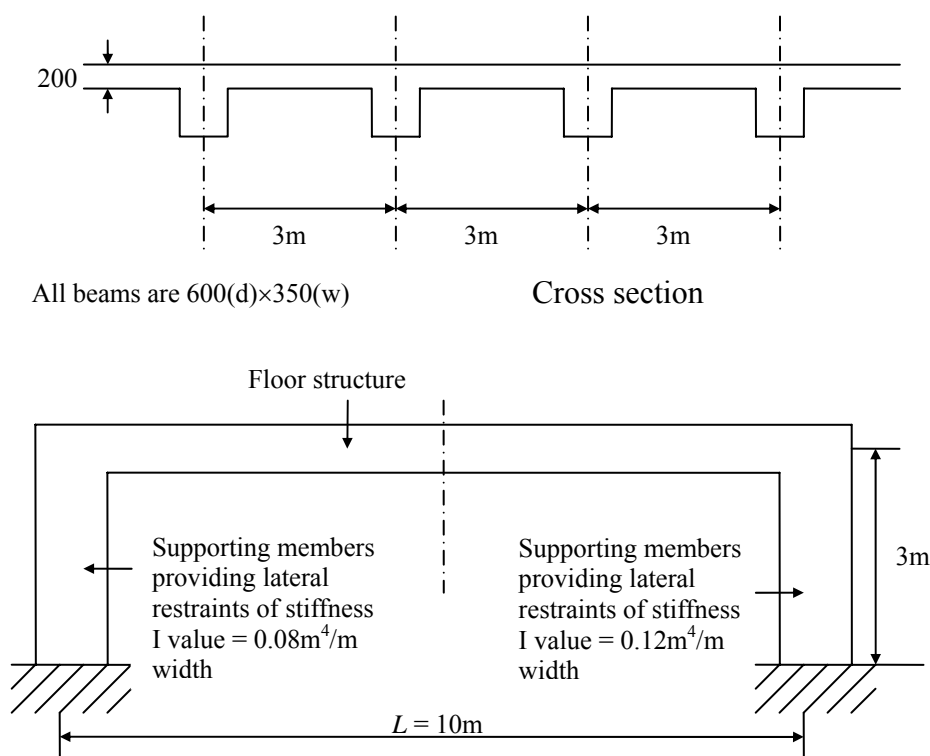 200
3m
3m
3m
All beams are 600(d)×350(w)
Cross section
Floor structure
Supporting members
providing lateral
restraints of stiffness
I value = 0.08m⁴/m
width
Supporting members
providing lateral
restraints of stiffness
I value = 0.12m⁴/m
width
3m
L = 10m